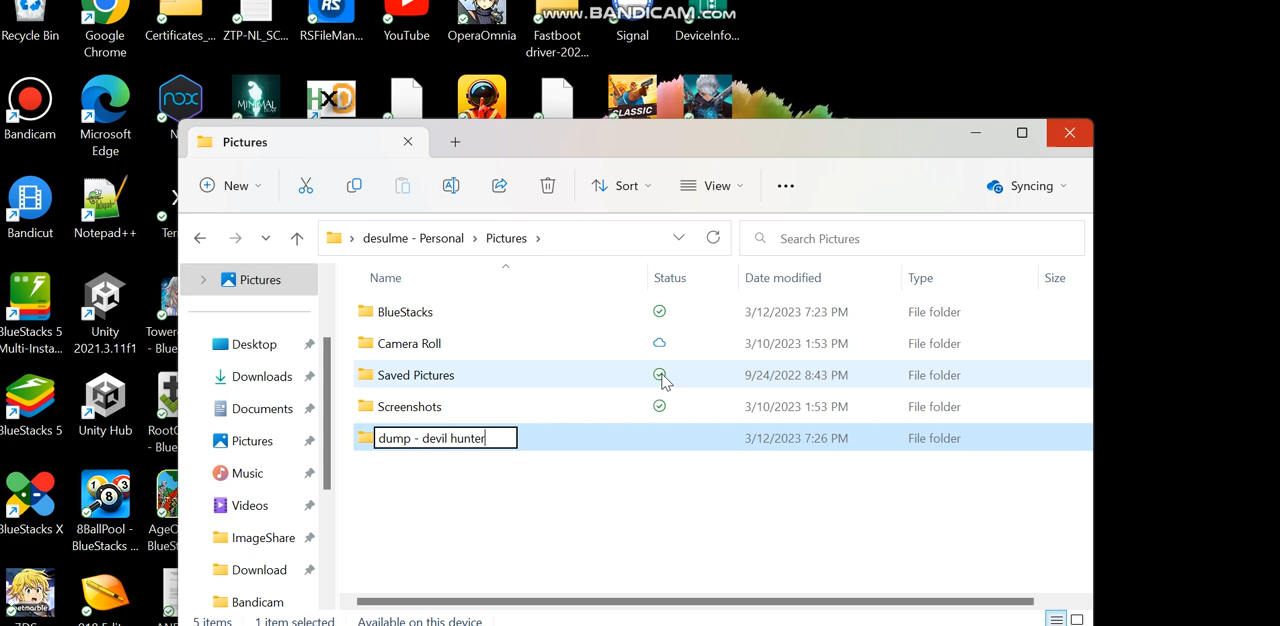 www.BANDICAM.com
Recycle Bin
Google Chrome
Certificates_...
ZTP-NL_SC...
RSFileMan...
YouTube
OperaOmnia
Fastboot driver-202...
Signal
DeviceInfo...
Bandicam
Microsoft Edge
nox
MINIMAL
HXD
CLASSIC
Bandicut
Notepad++
BlueStacks 5 Multi-Insta...
Unity 2021.3.11f1
BlueStacks 5
Unity Hub
BlueStacks X
8BallPool - BlueStacks ...
Pictures
New
Sort
View
Syncing
desulme - Personal
Pictures
Search Pictures
Pictures
Name
Status
Date modified
Type
Size
BlueStacks
3/12/2023 7:23 PM
File folder
Camera Roll
3/10/2023 1:53 PM
File folder
Saved Pictures
9/24/2022 8:43 PM
File folder
Screenshots
3/10/2023 1:53 PM
File folder
dump - devil hunter
3/12/2023 7:26 PM
File folder
Desktop
Downloads
Documents
Pictures
Music
Videos
ImageShare
Download
Bandicam
5 items
1 item selected
Available on this device